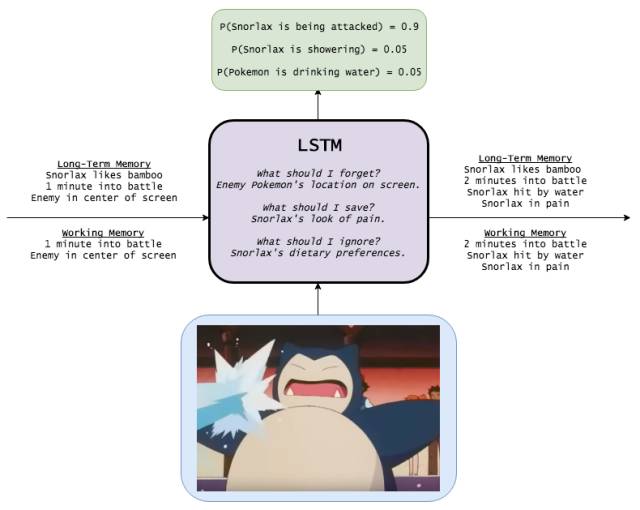 P(Snorlax is being attacked) = 0.9
P(Snorlax is showering) = 0.05
P(Pokemon is drinking water) = 0.05
LSTM
What should I forget?
Enemy Pokemon's location on screen.
What should I save?
Snorlax's look of pain.
What should I ignore?
Snorlax's dietary preferences.
Long-Term Memory
Snorlax likes bamboo
1 minute into battle
Enemy in center of screen
Working Memory
1 minute into battle
Enemy in center of screen
Long-Term Memory
Snorlax likes bamboo
2 minutes into battle
Snorlax hit by water
Snorlax in pain
Working Memory
2 minutes into battle
Snorlax hit by water
Snorlax in pain